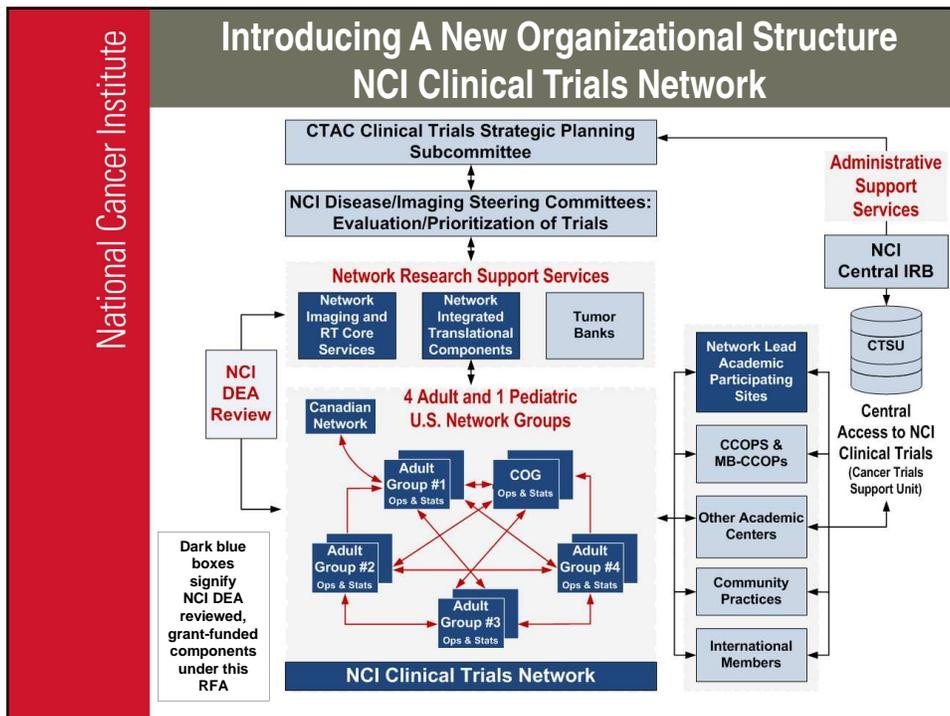 National Cancer Institute
Introducing A New Organizational Structure
NCI Clinical Trials Network
CTAC Clinical Trials Strategic Planning
Subcommittee
NCI Disease/Imaging Steering Committees:
Evaluation/Prioritization of Trials
Administrative
Support
Services
NCI
Central IRB
CTSU
Central
Access to NCI
Clinical Trials
(Cancer Trials
Support Unit)
Network Research Support Services
Network
Imaging and
RT Core
Services
Network
Integrated
Translational
Components
Tumor
Banks
NCI
DEA
Review
4 Adult and 1 Pediatric
U.S. Network Groups
Canadian
Network
Adult
Group #1
Ops & Stats
COG
Ops & Stats
Adult
Group #2
Ops & Stats
Adult
Group #4
Ops & Stats
Adult
Group #3
Ops & Stats
NCI Clinical Trials Network
Network Lead
Academic
Participating
Sites
CCOPS &
MB-CCOPs
Other Academic
Centers
Community
Practices
International
Members
Dark blue
boxes
signify
NCI DEA
reviewed,
grant-funded
components
under this
RFA